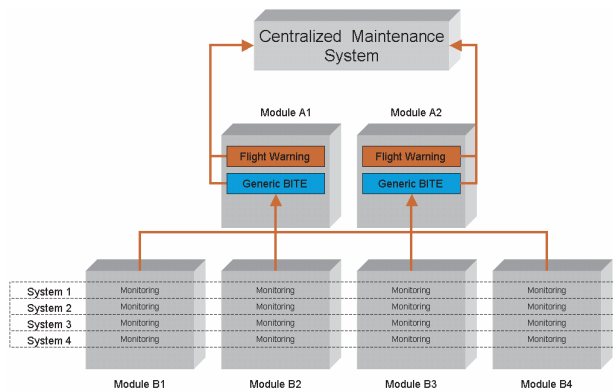 Centralized Maintenance
System
Module A1
Module A2
Flight Warning
Flight Warning
Generic BITE
Generic BITE
System 1
Monitoring
Monitoring
Monitoring
Monitoring
System 2
Monitoring
Monitoring
Monitoring
Monitoring
System 3
Monitoring
Monitoring
Monitoring
Monitoring
System 4
Monitoring
Monitoring
Monitoring
Monitoring
Module B1
Module B2
Module B3
Module B4